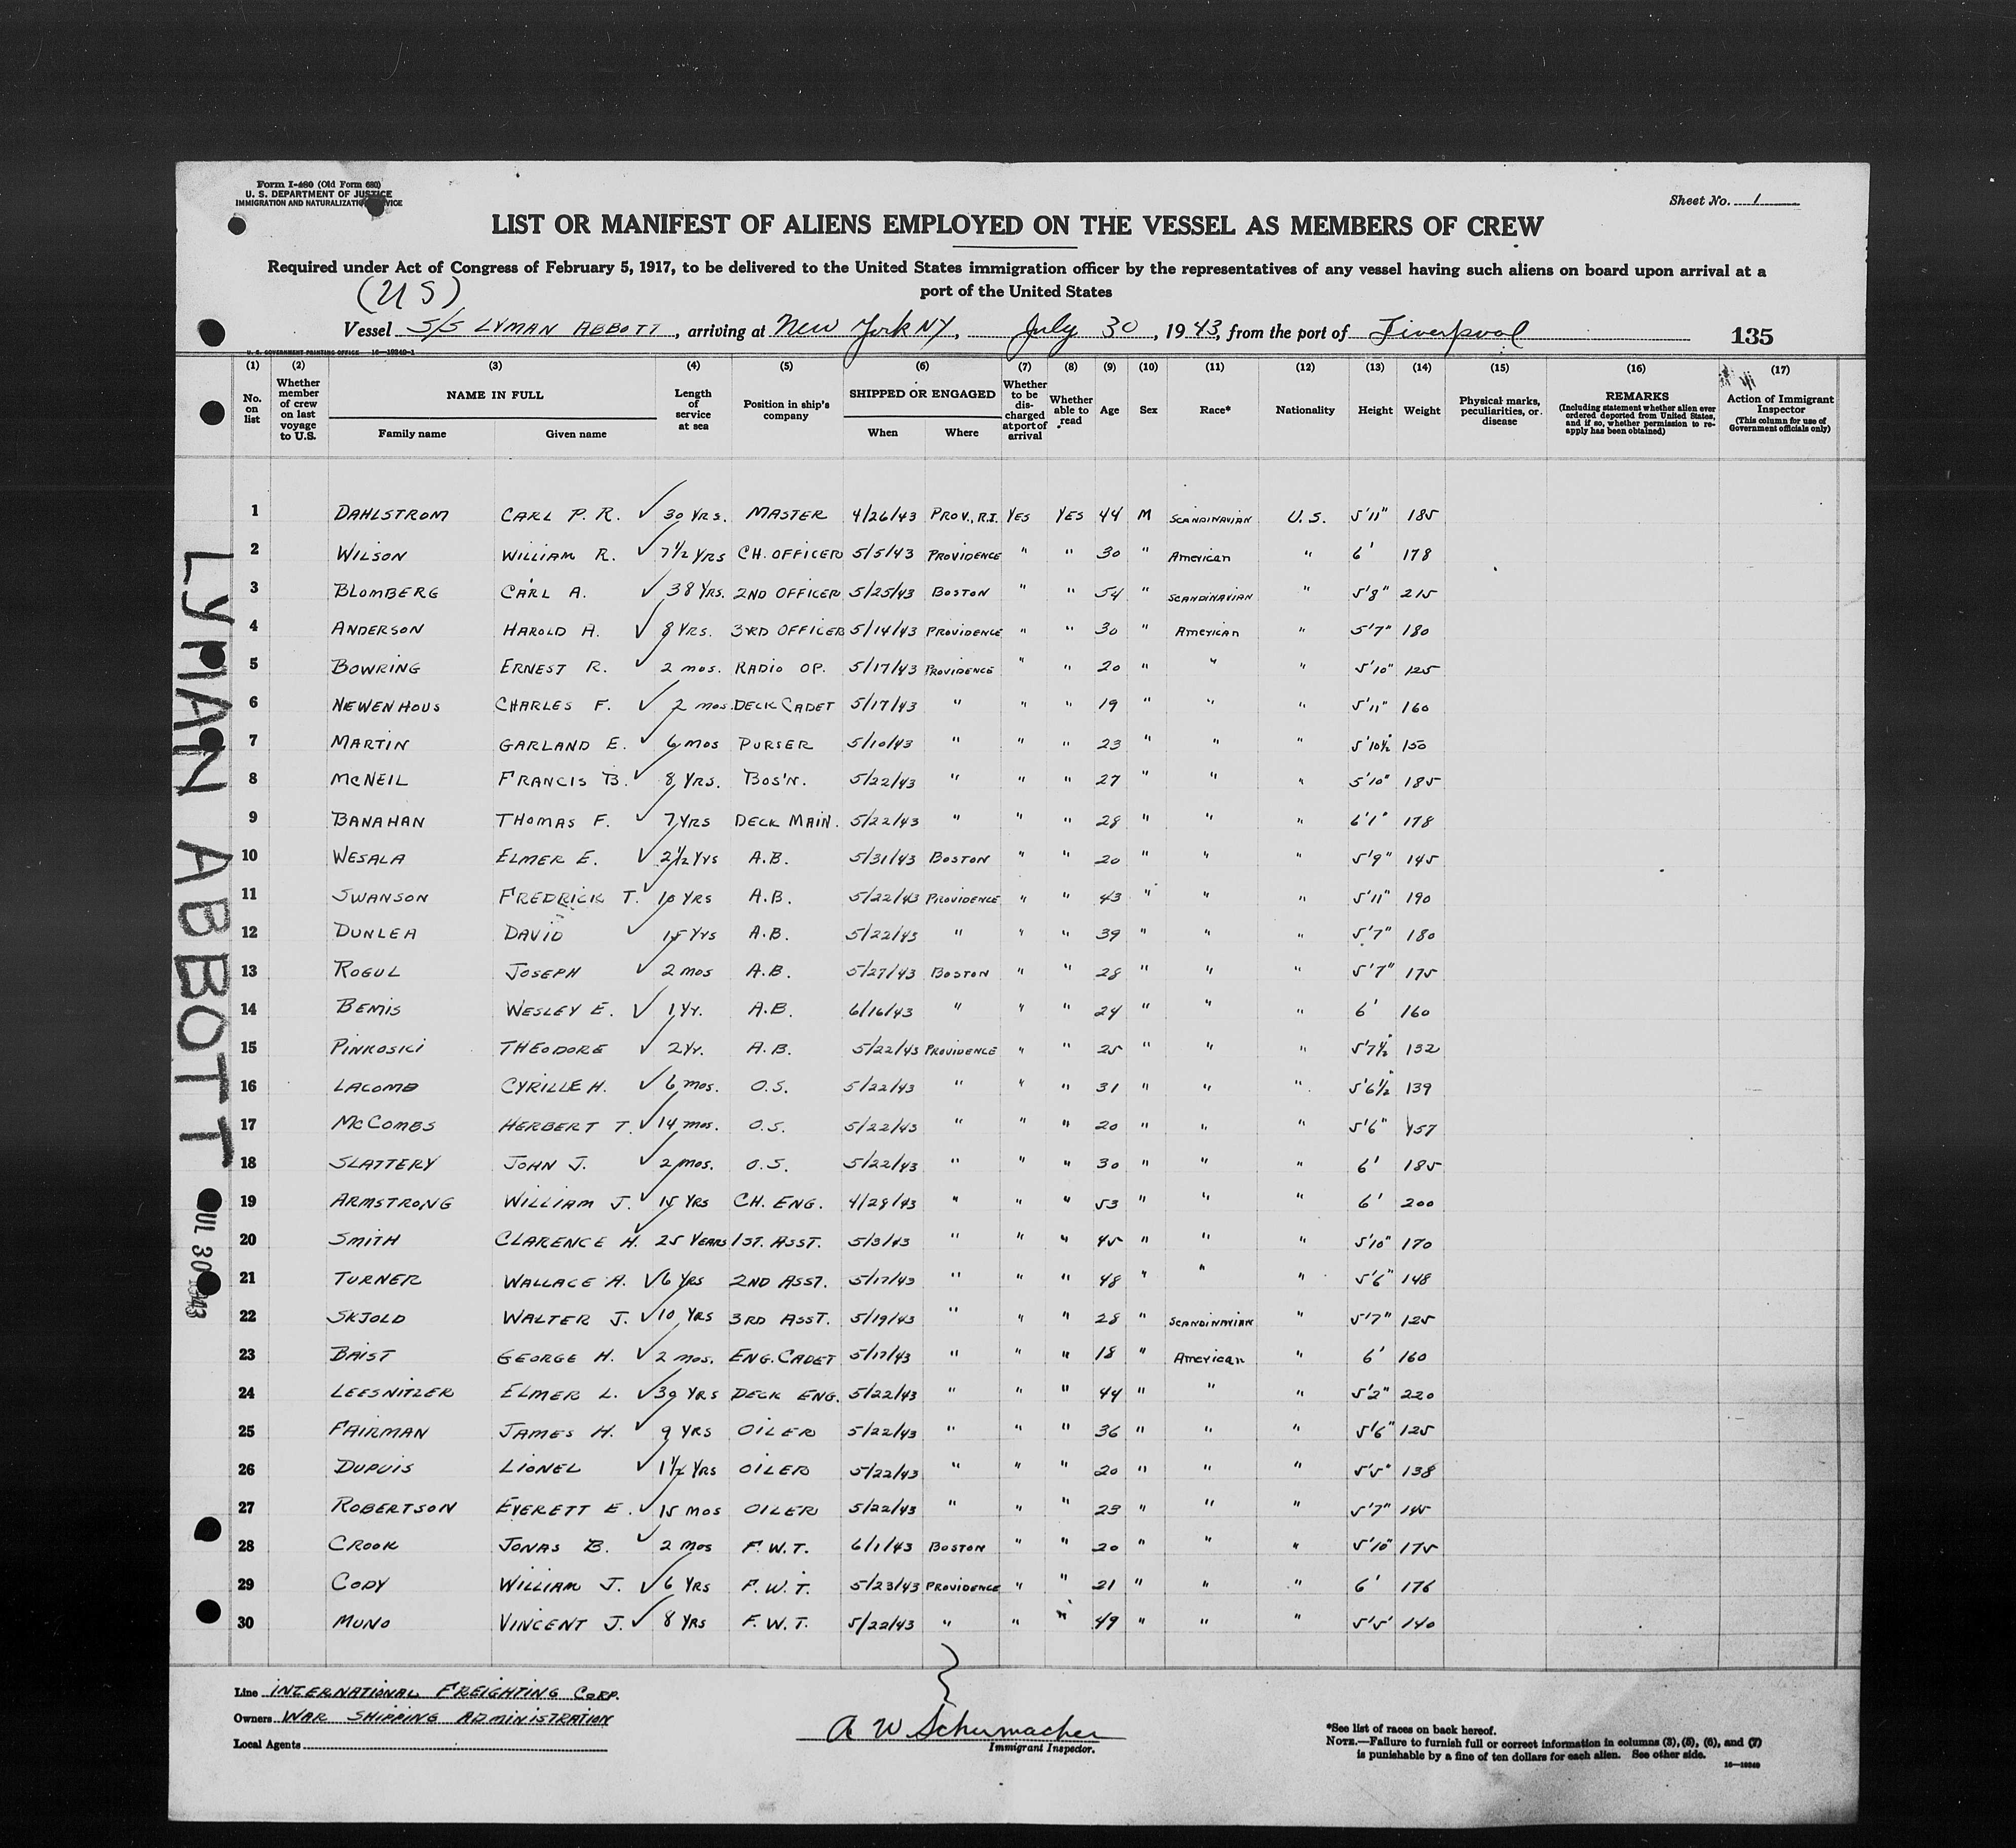 Form I-480 (Old Form 680)
U. S. DEPARTMENT OF JUSTICE
IMMIGRATION AND NATURALIZATION SERVICE
Sheet No. 1
LIST OR MANIFEST OF ALIENS EMPLOYED ON THE VESSEL AS MEMBERS OF CREW
Required under Act of Congress of February 5, 1917, to be delivered to the United States immigration officer by the representatives of any vessel having such aliens on board upon arrival at a
port of the United States
(US)
Vessel S/S LYMAN ABBOTT, arriving at New York NY, July 30, 1943, from the port of Liverpool
135
U. S. GOVERNMENT PRINTING OFFICE 16—19240-1
(1) (2) (3) (4) (5) (6) (7) (8) (9) (10) (11) (12) (13) (14) (15) (16) (17)
No. on list
Whether member of crew on last voyage to U.S.
NAME IN FULL
Family name Given name
Length of service at sea
Position in ship's company
SHIPPED OR ENGAGED
When Where
Whether to be discharged at port of arrival
Whether able to read
Age Sex Race* Nationality Height Weight
Physical marks, peculiarities, or disease
REMARKS
(Including statement whether alien ever ordered deported from United States, and if so, whether permission to reapply has been obtained)
Action of Immigrant Inspector
(This column for use of Government officials only)
1 DAHLSTROM CARL P. R. ✓ 30 YRS. MASTER 4/26/43 PROV., R.I. YES YES 44 M SCANDINAVIAN U.S. 5'11" 185
2 WILSON WILLIAM R. ✓ 7 1/2 YRS CH. OFFICER 5/5/43 PROVIDENCE " " 30 " American " 6' 178
3 BLOMBERG CARL A. ✓ 38 YRS. 2ND OFFICER 5/25/43 BOSTON " " 54 " SCANDINAVIAN " 5'8" 215
4 ANDERSON HAROLD A. ✓ 8 YRS. 3RD OFFICER 5/14/43 PROVIDENCE " " 30 " American " 5'7" 180
5 BOWRING ERNEST R. ✓ 2 mos. RADIO OP. 5/17/43 PROVIDENCE " " 20 " " " 5'10" 125
6 NEWENHOUS CHARLES F. ✓ 2 mos. DECK CADET 5/17/43 " " " 19 " " " 5'11" 160
7 MARTIN GARLAND E. ✓ 6 mos PURSER 5/10/43 " " " 23 " " " 5'10½" 150
8 McNEIL FRANCIS B. ✓ 8 YRS. BOS'N. 5/22/43 " " " 27 " " " 5'10" 185
9 BANAHAN THOMAS F. ✓ 7 YRS DECK MAIN. 5/22/43 " " " 28 " " " 6'1" 178
10 WESALA ELMER E. ✓ 2 1/2 Yrs A.B. 5/31/43 BOSTON " " 20 " " " 5'9" 145
11 SWANSON FREDRICK T. ✓ 10 YRS A.B. 5/22/43 PROVIDENCE " " 43 " " " 5'11" 190
12 DUNLEA DAVID ✓ 15 Yrs A.B. 5/22/43 " " " 39 " " " 5'7" 180
13 ROGUL JOSEPH ✓ 2 mos A.B. 5/27/43 BOSTON " " 28 " " " 5'7" 175
14 BEMIS WESLEY E. ✓ 1 Yr. A.B. 6/16/43 " " " 24 " " " 6' 160
15 PINKOSKI THEODORE ✓ 2 Yr. A.B. 5/22/43 PROVIDENCE " " 25 " " " 5'7½" 132
16 LACOMB CYRILLE H. ✓ 6 mos. O.S. 5/22/43 " " " 31 " " " 5'6½" 139
17 McCOMBS HERBERT T. ✓ 14 mos. O.S. 5/22/43 " " " 20 " " " 5'6" 157
18 SLATTERY JOHN J. ✓ 2 mos. O.S. 5/22/43 " " " 30 " " " 6' 185
19 ARMSTRONG WILLIAM J. ✓ 15 YRS CH. ENG. 4/28/43 " " " 53 " " " 6' 200
20 SMITH CLARENCE H. 25 YEARS 1ST. ASST. 5/3/43 " " " 45 " " " 5'10" 170
21 TURNER WALLACE A. ✓ 6 YRS 2ND ASST. 5/17/43 " " " 48 " " " 5'6" 148
22 SKJOLD WALTER J. ✓ 10 YRS 3RD ASST. 5/19/43 " " " 28 " SCANDINAVIAN " 5'7" 125
23 BAIST GEORGE H. ✓ 2 mos. ENG. CADET 5/17/43 " " " 18 " American " 6' 160
24 LEESNITZER ELMER L. ✓ 39 YRS DECK ENG. 5/22/43 " " " 44 " " " 5'2" 220
25 FAIRMAN JAMES H. ✓ 9 YRS OILER 5/22/43 " " " 36 " " " 5'6" 125
26 DUPUIS LIONEL ✓ 1 1/2 YRS OILER 5/22/43 " " " 20 " " " 5'5" 138
27 ROBERTSON EVERETT E. ✓ 15 MOS OILER 5/22/43 " " " 23 " " " 5'7" 145
28 CROOK JONAS B. ✓ 2 MOS F.W.T. 6/1/43 BOSTON " " 20 " " " 5'10" 175
29 CODY WILLIAM J. ✓ 6 YRS F.W.T. 5/23/43 PROVIDENCE " " 21 " " " 6' 176
30 MUNO VINCENT J. ✓ 8 YRS F.W.T. 5/22/43 " " " 49 " " " 5'5' 140
LYMAN ABBOTT
JUL 30 1943
Line INTERNATIONAL FREIGHTING CORP.
Owners WAR SHIPPING ADMINISTRATION
Local Agents
A W Schumacher
Immigrant Inspector.
*See list of races on back hereof.
NOTE.—Failure to furnish full or correct information in columns (3), (5), (6), and (7)
is punishable by a fine of ten dollars for each alien. See other side.
16—19240